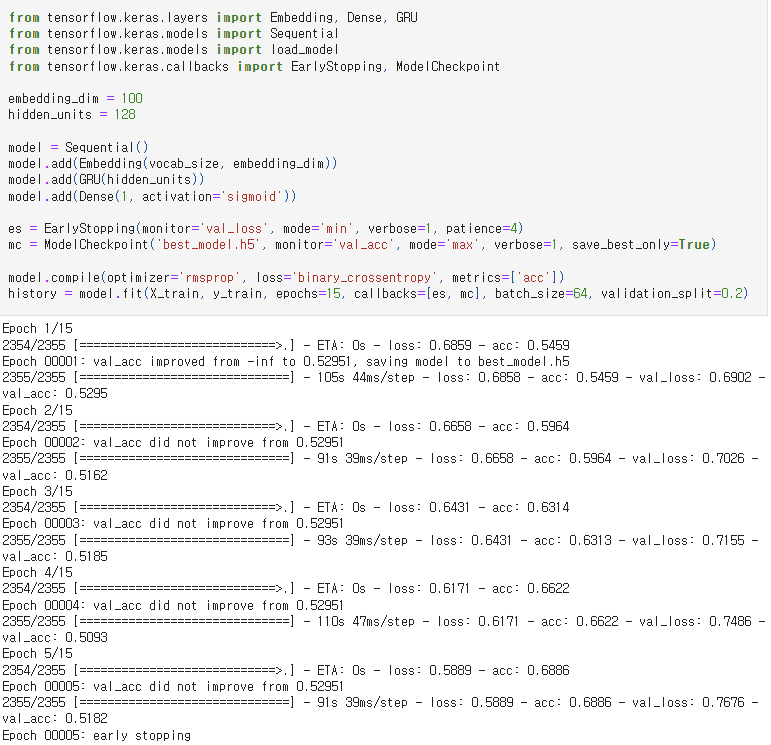 from tensorflow.keras.layers import Embedding, Dense, GRU
from tensorflow.keras.models import Sequential
from tensorflow.keras.models import load_model
from tensorflow.keras.callbacks import EarlyStopping, ModelCheckpoint

embedding_dim = 100
hidden_units = 128

model = Sequential()
model.add(Embedding(vocab_size, embedding_dim))
model.add(GRU(hidden_units))
model.add(Dense(1, activation='sigmoid'))

es = EarlyStopping(monitor='val_loss', mode='min', verbose=1, patience=4)
mc = ModelCheckpoint('best_model.h5', monitor='val_acc', mode='max', verbose=1, save_best_only=True)

model.compile(optimizer='rmsprop', loss='binary_crossentropy', metrics=['acc'])
history = model.fit(X_train, y_train, epochs=15, callbacks=[es, mc], batch_size=64, validation_split=0.2)

Epoch 1/15
2354/2355 [============================>.] - ETA: 0s - loss: 0.6859 - acc: 0.5459
Epoch 00001: val_acc improved from -inf to 0.52951, saving model to best_model.h5
2355/2355 [==============================] - 105s 44ms/step - loss: 0.6858 - acc: 0.5459 - val_loss: 0.6902 -
val_acc: 0.5295
Epoch 2/15
2354/2355 [============================>.] - ETA: 0s - loss: 0.6658 - acc: 0.5964
Epoch 00002: val_acc did not improve from 0.52951
2355/2355 [==============================] - 91s 39ms/step - loss: 0.6658 - acc: 0.5964 - val_loss: 0.7026 -
val_acc: 0.5162
Epoch 3/15
2354/2355 [============================>.] - ETA: 0s - loss: 0.6431 - acc: 0.6314
Epoch 00003: val_acc did not improve from 0.52951
2355/2355 [==============================] - 93s 39ms/step - loss: 0.6431 - acc: 0.6313 - val_loss: 0.7155 -
val_acc: 0.5185
Epoch 4/15
2354/2355 [============================>.] - ETA: 0s - loss: 0.6171 - acc: 0.6622
Epoch 00004: val_acc did not improve from 0.52951
2355/2355 [==============================] - 110s 47ms/step - loss: 0.6171 - acc: 0.6622 - val_loss: 0.7486 -
val_acc: 0.5093
Epoch 5/15
2354/2355 [============================>.] - ETA: 0s - loss: 0.5889 - acc: 0.6886
Epoch 00005: val_acc did not improve from 0.52951
2355/2355 [==============================] - 91s 39ms/step - loss: 0.5889 - acc: 0.6886 - val_loss: 0.7676 -
val_acc: 0.5182
Epoch 00005: early stopping